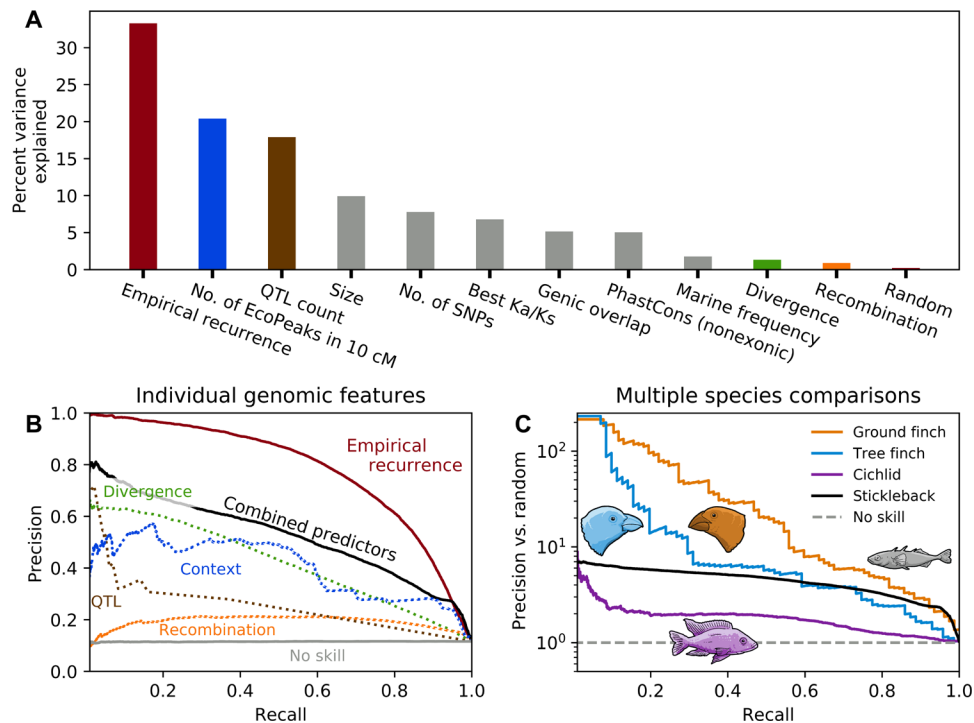 A
Percent variance
explained
30
25
20
15
10
5
0
Empirical recurrence
No. of EcoPeaks in 10 cM
QTL count
Size
No. of SNPs
Best Ka/Ks
Genic overlap
PhastCons (nonexonic)
Marine frequency
Divergence
Recombination
Random
Individual genomic features
B
Precision
1.0
0.8
0.6
0.4
0.2
0.0
Empirical
recurrence
Divergence
Combined predictors
Context
QTL
Recombination
No skill
0.2
0.4
0.6
0.8
1.0
Recall
Multiple species comparisons
C
Precision vs. random
10²
10¹
10⁰
Ground finch
Tree finch
Cichlid
Stickleback
No skill
0.2
0.4
0.6
0.8
1.0
Recall